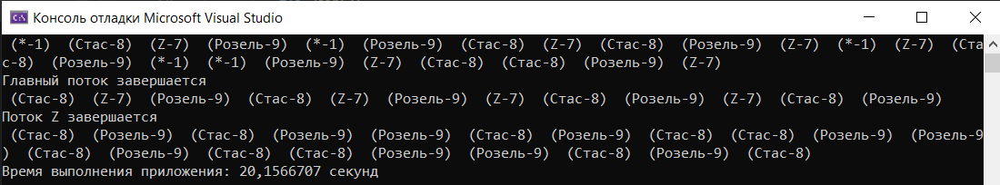 Консоль отладки Microsoft Visual Studio
(*-1) (Стас-8) (Z-7) (Розель-9) (*-1) (Розель-9) (Стас-8) (Z-7) (Стас-8) (Розель-9) (Z-7) (*-1) (Z-7) (Ста
с-8) (Розель-9) (*-1) (*-1) (Розель-9) (Z-7) (Стас-8) (Стас-8) (Розель-9) (Z-7)
Главный поток завершается
(Стас-8) (Z-7) (Розель-9) (Стас-8) (Z-7) (Розель-9) (Z-7) (Стас-8) (Розель-9) (Z-7) (Стас-8) (Розель-9)
Поток Z завершается
(Стас-8) (Розель-9) (Стас-8) (Розель-9) (Розель-9) (Стас-8) (Розель-9) (Стас-8) (Стас-8) (Розель-9) (Розель-9
) (Стас-8) (Розель-9) (Стас-8) (Стас-8) (Розель-9) (Розель-9) (Стас-8) (Розель-9) (Стас-8)
Время выполнения приложения: 20,1566707 секунд